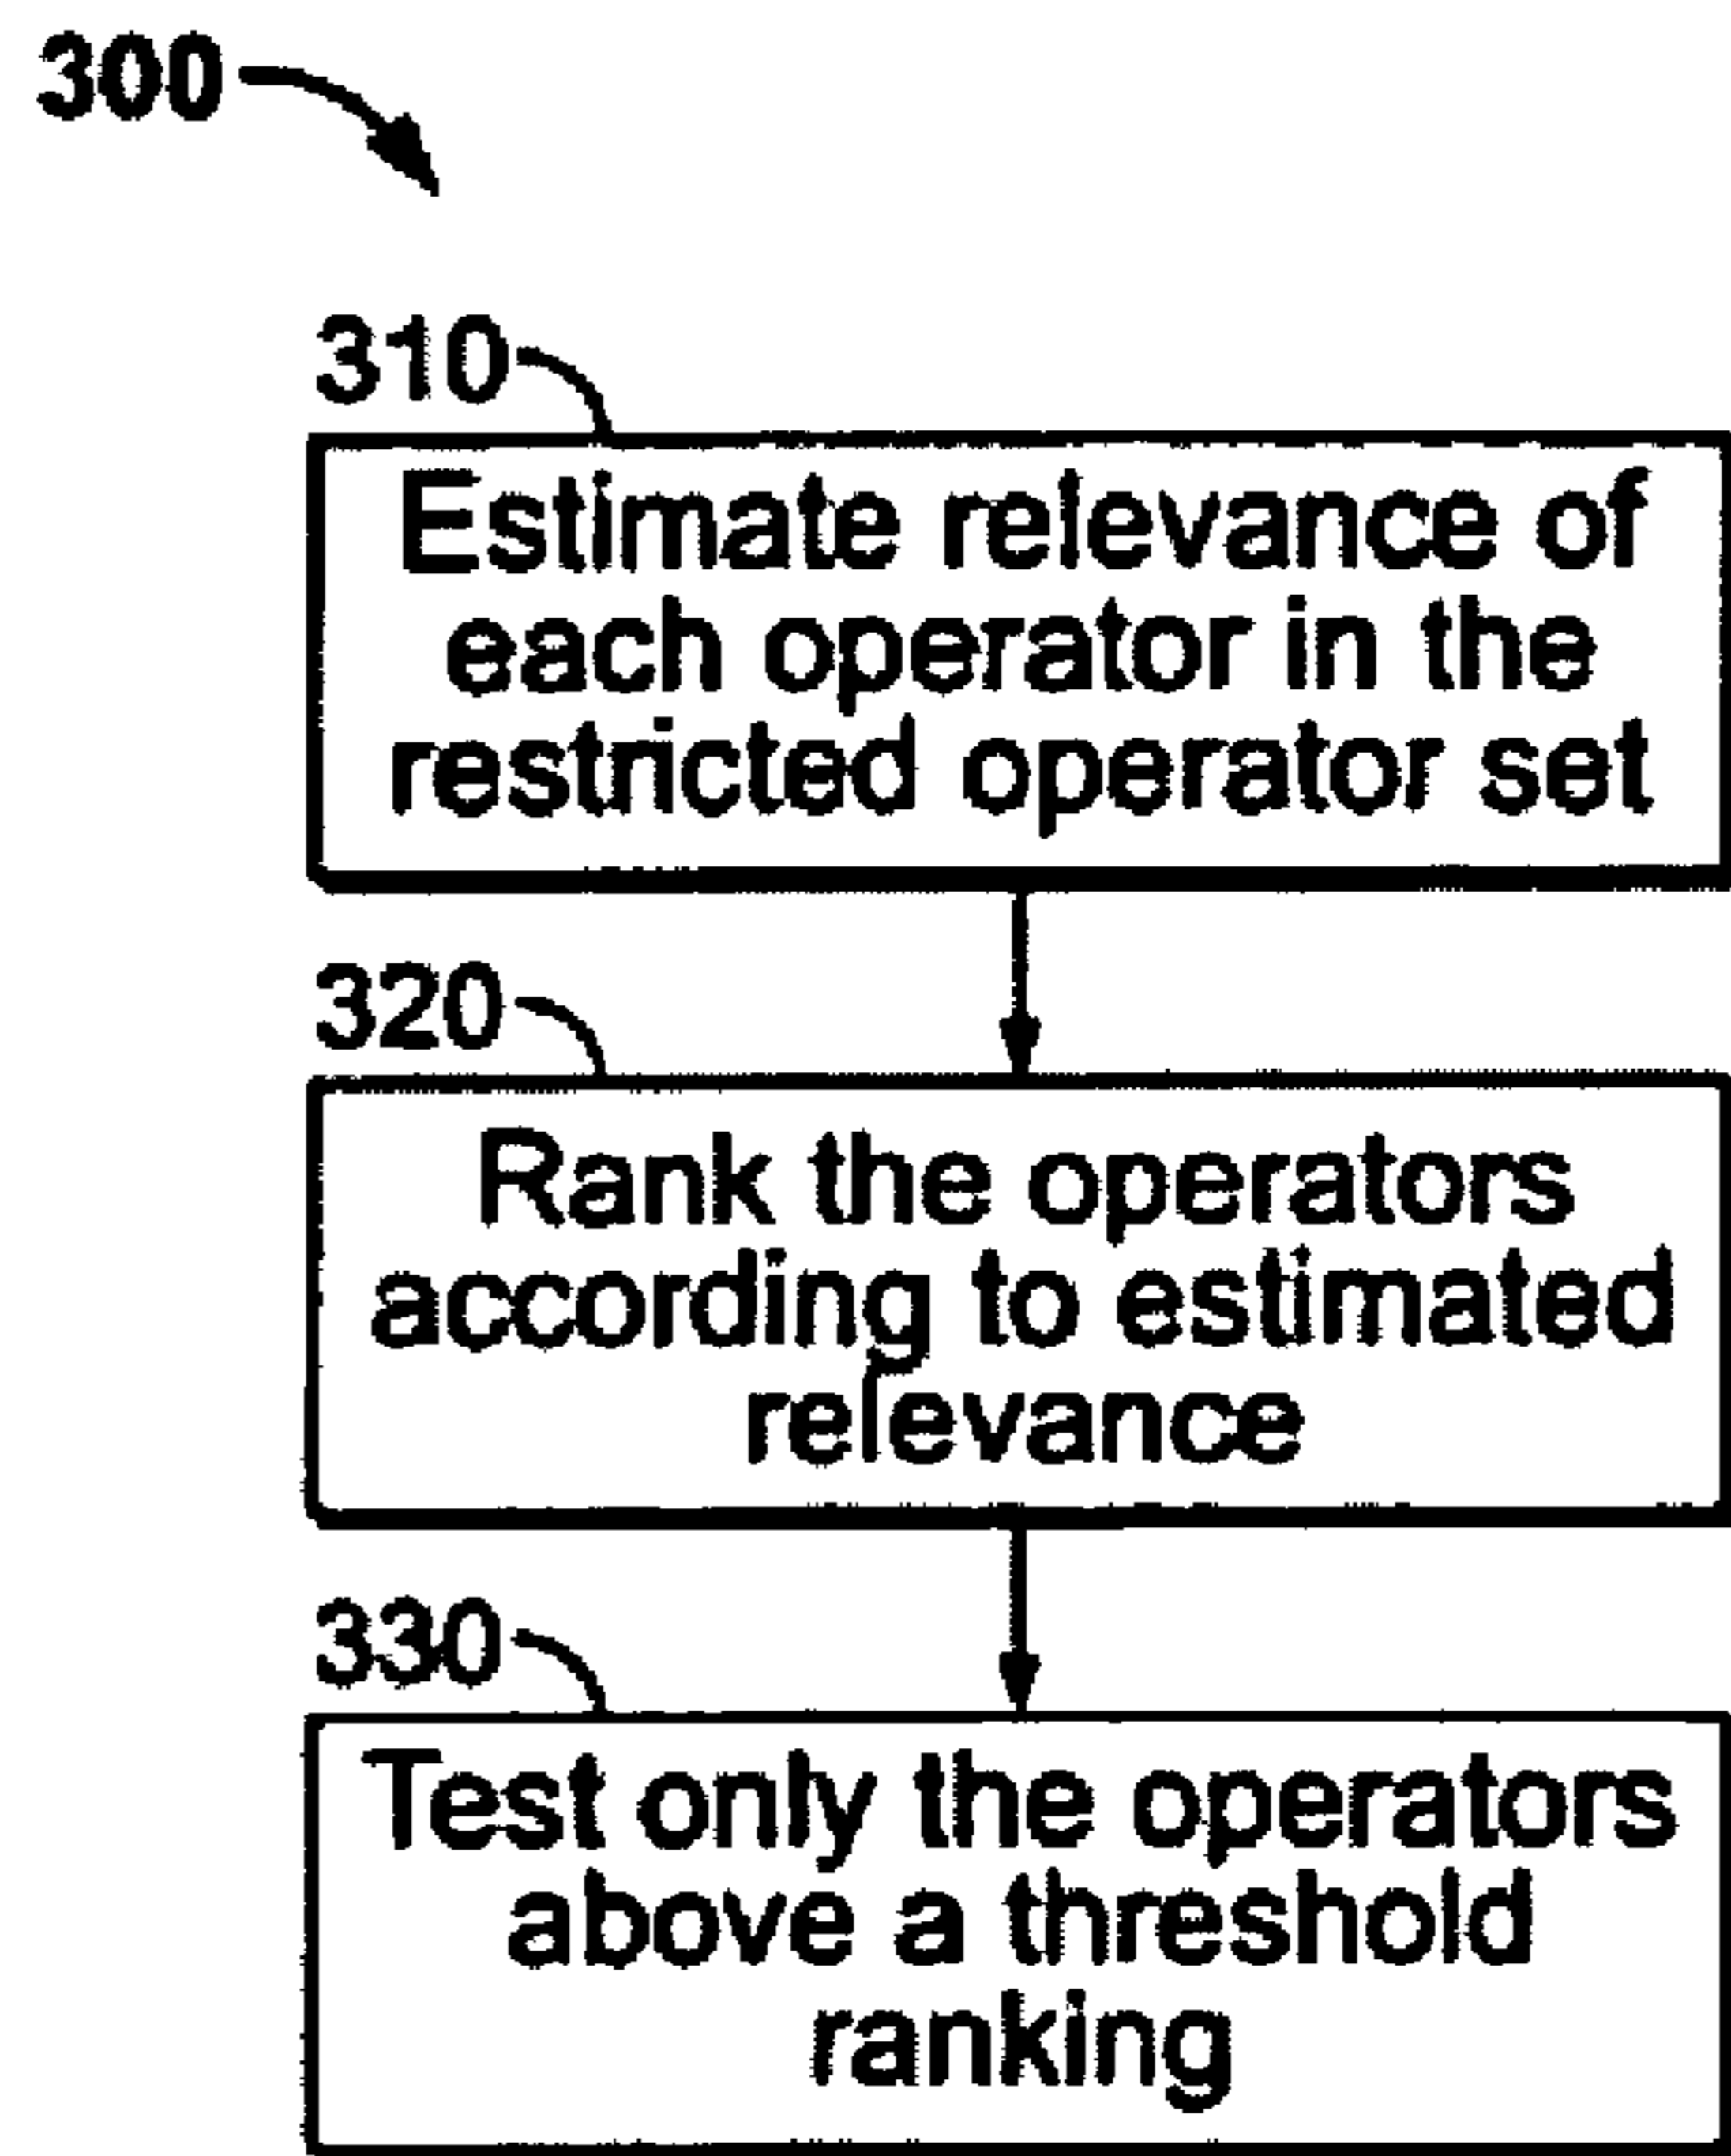 300
310
Estimate relevance of
each operator in the
restricted operator set
320
Rank the operators
according to estimated
relevance
330
Test only the operators
above a threshold
ranking